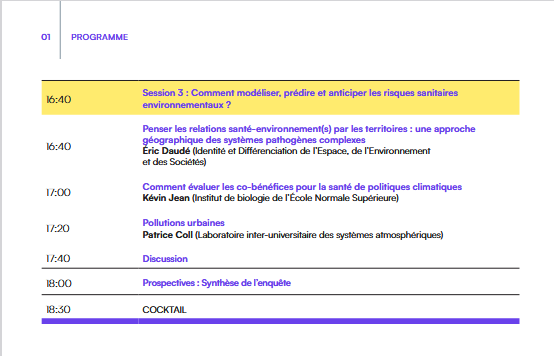 01 PROGRAMME
16:40 Session 3 : Comment modéliser, prédire et anticiper les risques sanitaires
environnementaux ?
16:40 Penser les relations santé-environnement(s) par les territoires : une approche
géographique des systèmes pathogènes complexes
Éric Daudé (Identité et Différenciation de l'Espace, de l'Environnement
et des Sociétés)
17:00 Comment évaluer les co-bénéfices pour la santé de politiques climatiques
Kévin Jean (Institut de biologie de l'École Normale Supérieure)
17:20 Pollutions urbaines
Patrice Coll (Laboratoire inter-universitaire des systèmes atmosphériques)
17:40 Discussion
18:00 Prospectives : Synthèse de l'enquête
18:30 COCKTAIL